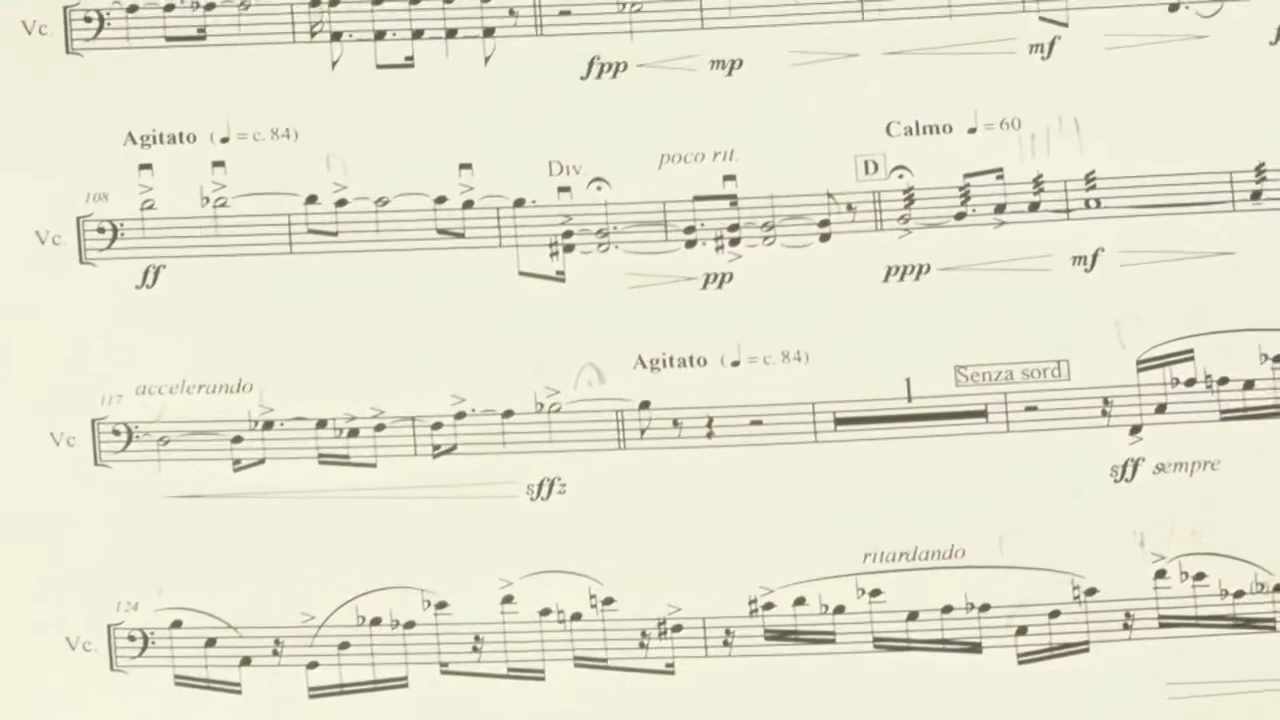 Vc.
fpp mp mf
Agitato (♩ = c. 84) Calmo ♩ = 60
Div. poco rit. D
108
Vc.
ff pp ppp mf
Agitato (♩ = c. 84)
accelerando Senza sord. 1
117
Vc.
sffz sff sempre
ritardando
124
Vc.